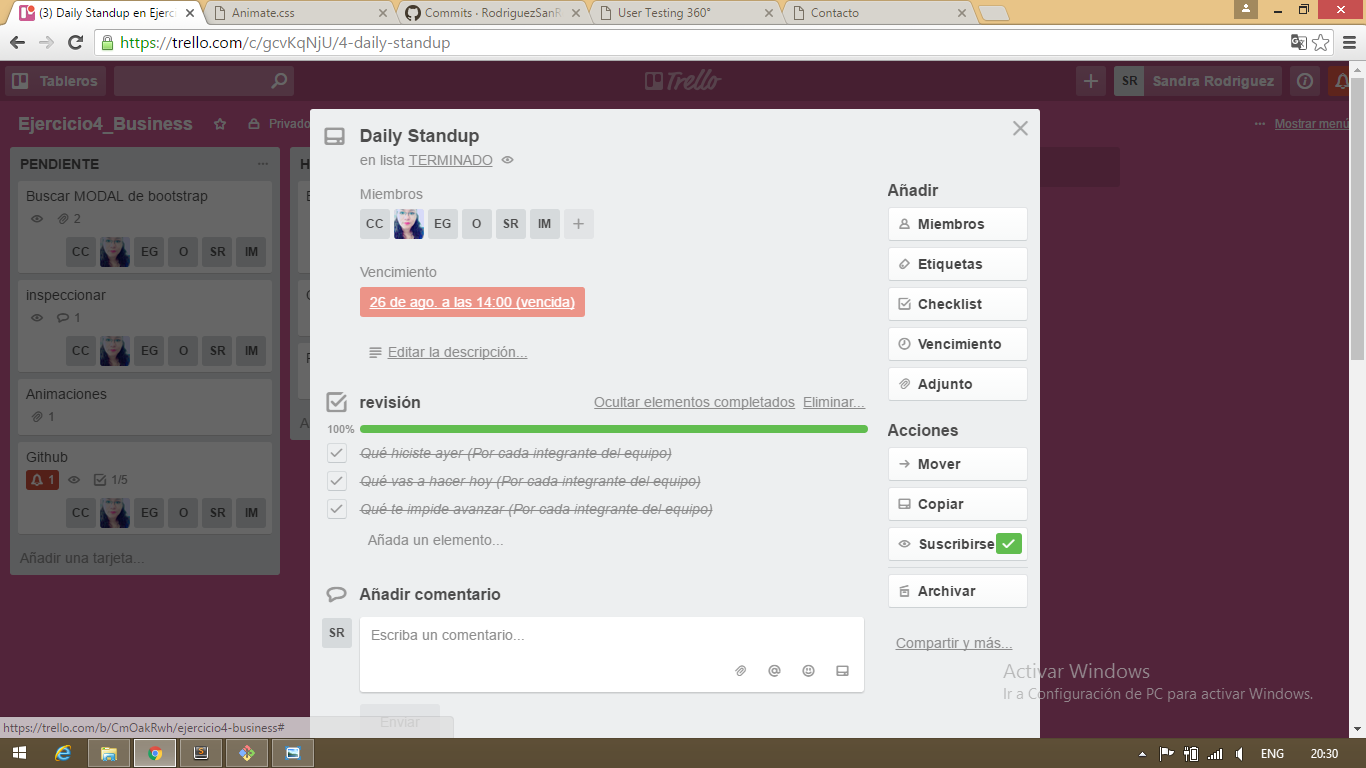 (3) Daily Standup en Ejerc
Animate.css
Commits · RodriguezSanR
User Testing 360°
Contacto
https://trello.com/c/gcvKqNjU/4-daily-standup
Tableros
Trello
SR
Sandra Rodriguez
Ejercicio4_Business
Privado
Mostrar menú
PENDIENTE
Buscar MODAL de bootstrap
2
CC EG O SR IM
inspeccionar
1
CC EG O SR IM
Animaciones
1
Github
1 1/5
CC EG O SR IM
Añadir una tarjeta...
Daily Standup
en lista TERMINADO
Miembros
CC EG O SR IM +
Vencimiento
26 de ago. a las 14:00 (vencida)
Editar la descripción...
revisión
Ocultar elementos completados Eliminar...
100%
Qué hiciste ayer (Por cada integrante del equipo)
Qué vas a hacer hoy (Por cada integrante del equipo)
Qué te impide avanzar (Por cada integrante del equipo)
Añada un elemento...
Añadir comentario
SR
Escriba un comentario...
Enviar
Añadir
Miembros
Etiquetas
Checklist
Vencimiento
Adjunto
Acciones
Mover
Copiar
Suscribirse
Archivar
Compartir y más...
Activar Windows
Ir a Configuración de PC para activar Windows.
https://trello.com/b/CmOakRwh/ejercicio4-business#
ENG
20:30